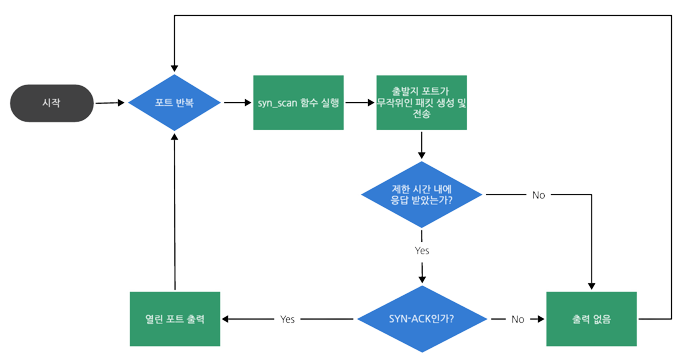 시작
포트 반복
syn_scan 함수 실행
출발지 포트가
무작위인 패킷 생성 및
전송
제한 시간 내에
응답 받았는가?
No
Yes
열린 포트 출력
Yes
SYN-ACK인가?
No
출력 없음